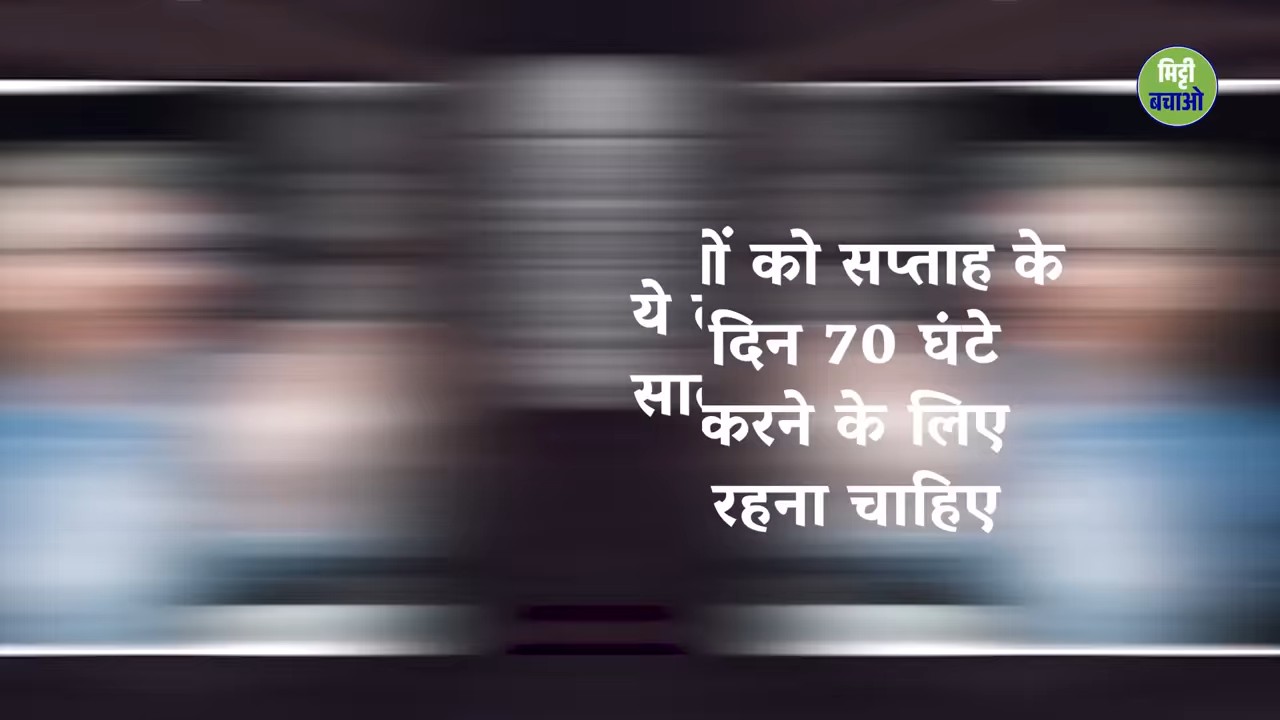 मिट्टी
बचाओ
ये
को सप्ताह के
दिन 70 घंटे
करने के लिए
रहना चाहिए